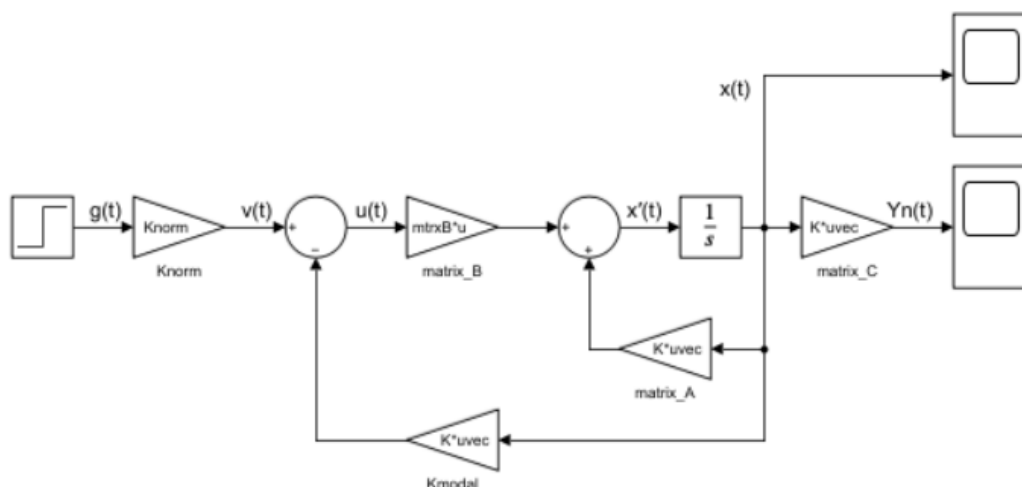 x(t)
g(t)
Knorm
Knorm
v(t)
+
−
u(t)
mtrxB*u
matrix_B
+
+
x'(t)
1
s
K*uvec
matrix_C
Yn(t)
K*uvec
matrix_A
K*uvec
Kmodal